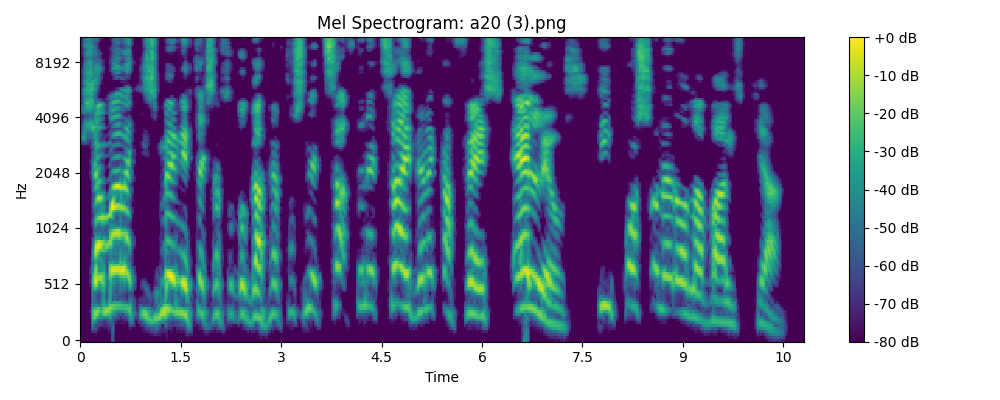 Mel Spectrogram: a20 (3).png
+0 dB
8192
-10 dB
4096
-20 dB
-30 dB
Hz
2048
-40 dB
1024
-50 dB
-60 dB
512
-70 dB
0
-80 dB
0 1.5 3 4.5 6 7.5 9 10
Time